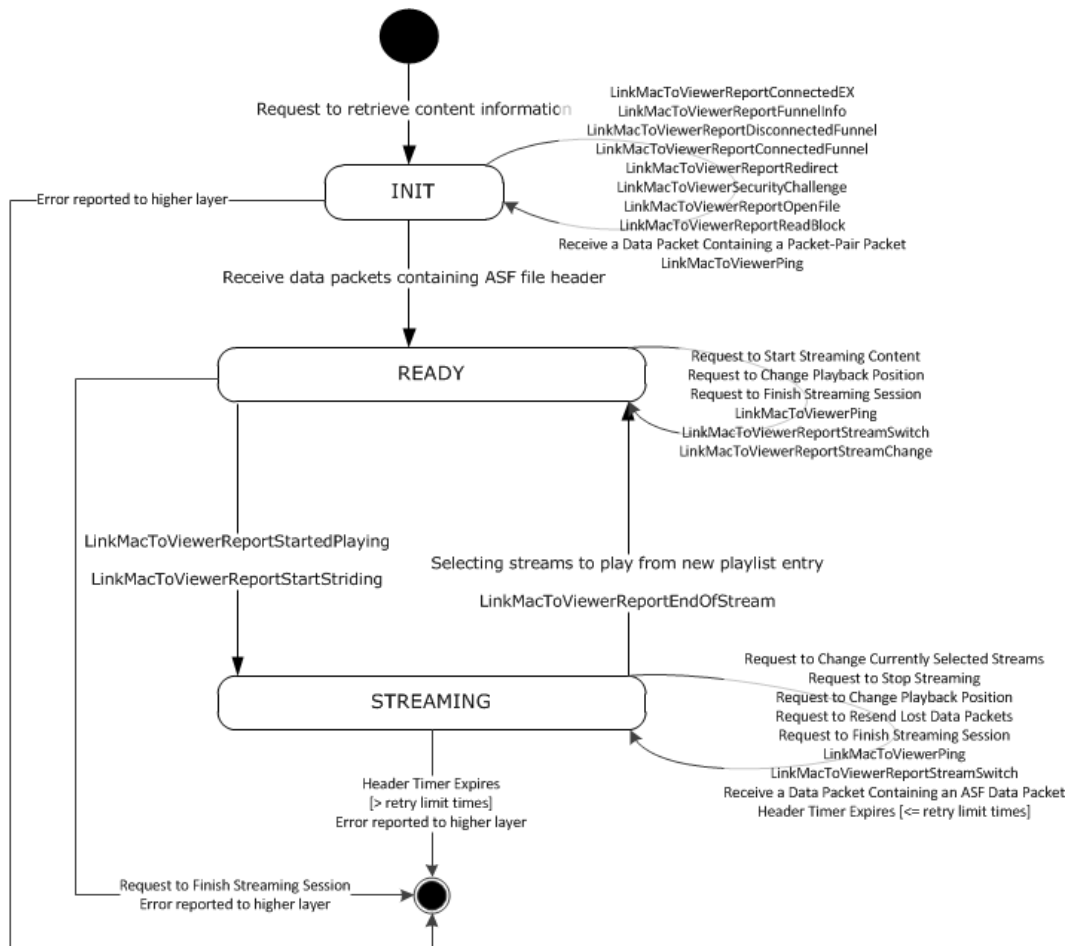 Request to retrieve content information
LinkMacToViewerReportConnectedEX
LinkMacToViewerReportFunnelInfo
LinkMacToViewerReportDisconnectedFunnel
LinkMacToViewerReportConnectedFunnel
LinkMacToViewerReportRedirect
LinkMacToViewerSecurityChallenge
LinkMacToViewerReportOpenFile
LinkMacToViewerReportReadBlock
Receive a Data Packet Containing a Packet-Pair Packet
LinkMacToViewerPing
INIT
Error reported to higher layer
Receive data packets containing ASF file header
READY
Request to Start Streaming Content
Request to Change Playback Position
Request to Finish Streaming Session
LinkMacToViewerPing
LinkMacToViewerReportStreamSwitch
LinkMacToViewerReportStreamChange
LinkMacToViewerReportStartedPlaying
LinkMacToViewerReportStartStriding
Selecting streams to play from new playlist entry
LinkMacToViewerReportEndOfStream
STREAMING
Request to Change Currently Selected Streams
Request to Stop Streaming
Request to Change Playback Position
Request to Resend Lost Data Packets
Request to Finish Streaming Session
LinkMacToViewerPing
LinkMacToViewerReportStreamSwitch
Receive a Data Packet Containing an ASF Data Packet
Header Timer Expires [<= retry limit times]
Header Timer Expires
[> retry limit times]
Error reported to higher layer
Request to Finish Streaming Session
Error reported to higher layer